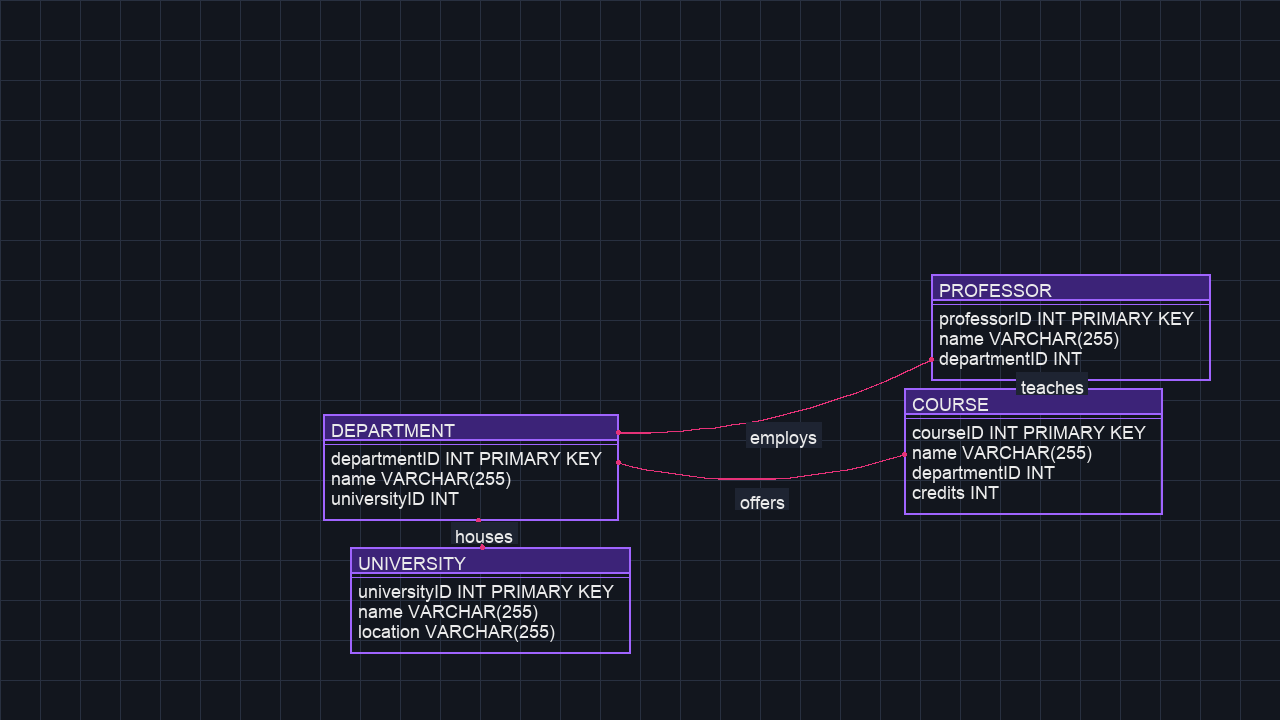 PROFESSOR
professorID INT PRIMARY KEY
name VARCHAR(255)
departmentID INT
teaches
COURSE
courseID INT PRIMARY KEY
name VARCHAR(255)
departmentID INT
credits INT
employs
offers
DEPARTMENT
departmentID INT PRIMARY KEY
name VARCHAR(255)
universityID INT
houses
UNIVERSITY
universityID INT PRIMARY KEY
name VARCHAR(255)
location VARCHAR(255)